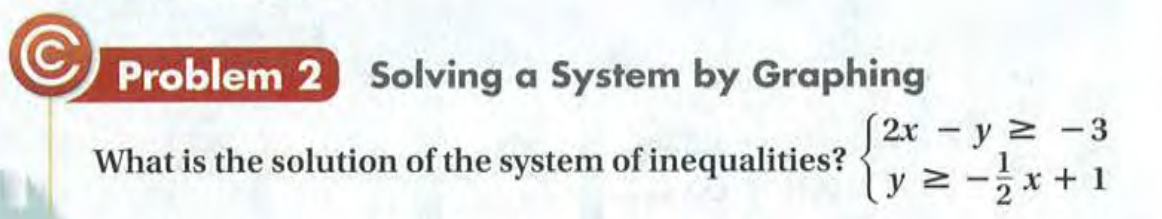 © Problem 2 Solving a System by Graphing
What is the solution of the system of inequalities? { 2x − y ≥ −3
y ≥ −1/2 x + 1